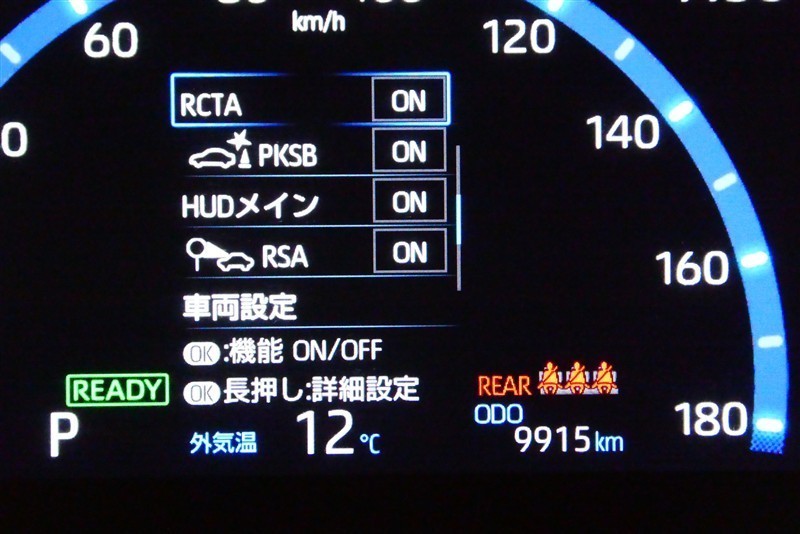 60
km/h
120
140
160
180
RCTA ON
PKSB ON
HUDメイン ON
RSA ON
車両設定
OK:機能 ON/OFF
OK長押し:詳細設定
READY
P
外気温 12℃
REAR
ODO
9915km